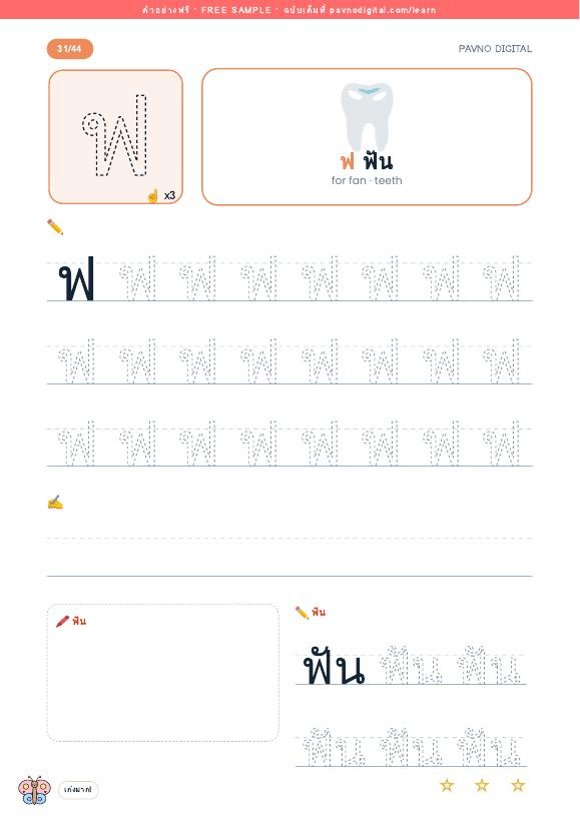 ตัวอย่างฟรี · FREE SAMPLE · ฉบับเต็มที่ pavnodigital.com/learn
31/44
PAVNO DIGITAL
ฟ
x3
ฟ ฟัน
for fan · teeth
ฟ ฟ ฟ ฟ ฟ ฟ ฟ ฟ
ฟ ฟ ฟ ฟ ฟ ฟ ฟ ฟ
ฟ ฟ ฟ ฟ ฟ ฟ ฟ ฟ
ฟัน
ฟัน
ฟัน ฟัน ฟัน
ฟัน ฟัน ฟัน
เก่งมาก!